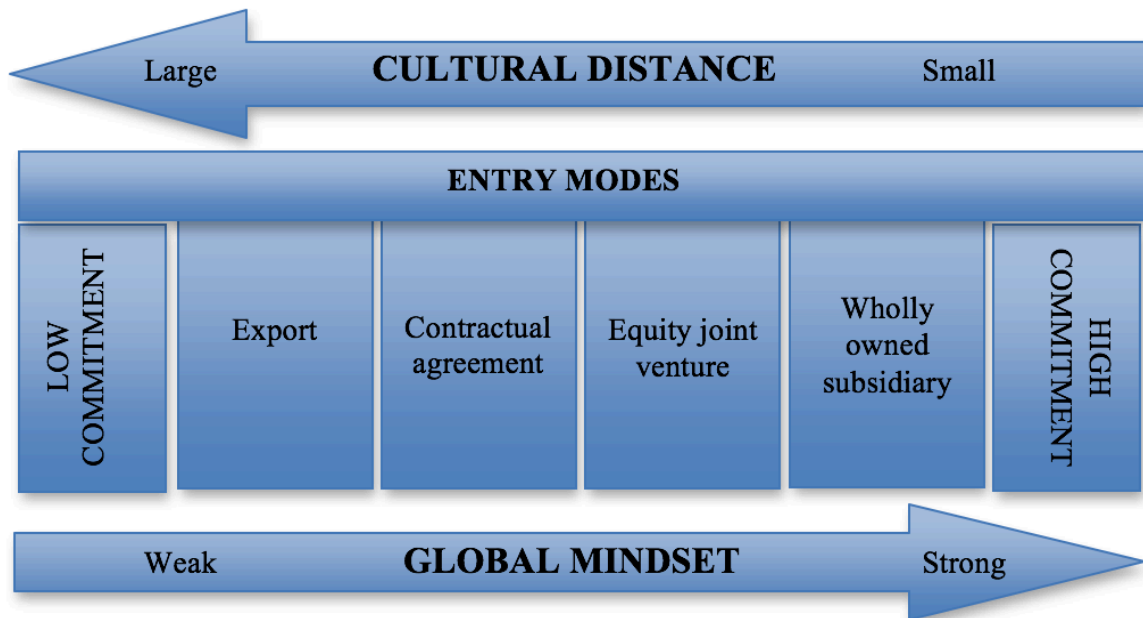 Large CULTURAL DISTANCE Small
ENTRY MODES
LOW
COMMITMENT
Export
Contractual
agreement
Equity joint
venture
Wholly
owned
subsidiary
HIGH
COMMITMENT
Weak GLOBAL MINDSET Strong